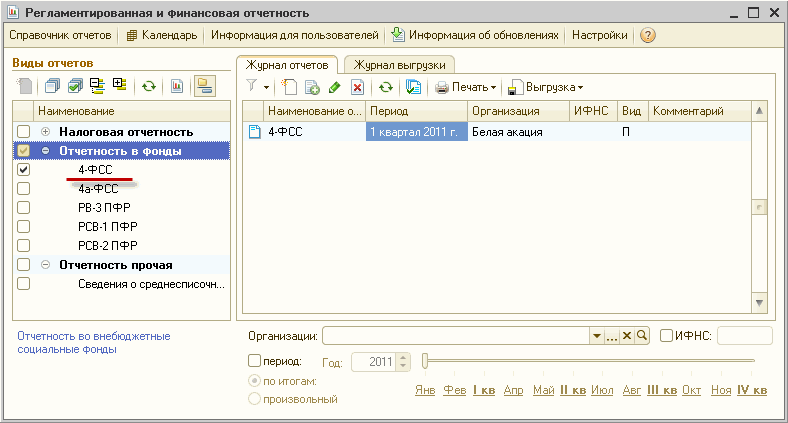 Регламентированная и финансовая отчетность
Справочник отчетов Календарь Информация для пользователей Информация об обновлениях Настройки ?
Виды отчетов
Наименование
Налоговая отчетность
Отчетность в фонды
4-ФСС
4а-ФСС
РВ-3 ПФР
РСВ-1 ПФР
РСВ-2 ПФР
Отчетность прочая
Сведения о среднесписочн...
Отчетность во внебюджетные
социальные фонды
Журнал отчетов Журнал выгрузки
Печать Выгрузка
Наименование о... Период Организация ИФНС Вид Комментарий
4-ФСС 1 квартал 2011 г. Белая акация П
Организации: ... ИФНС:
период: Год: 2011
по итогам:
произвольный
Янв Фев I кв Апр Май II кв Июл Авг III кв Окт Ноя IV кв